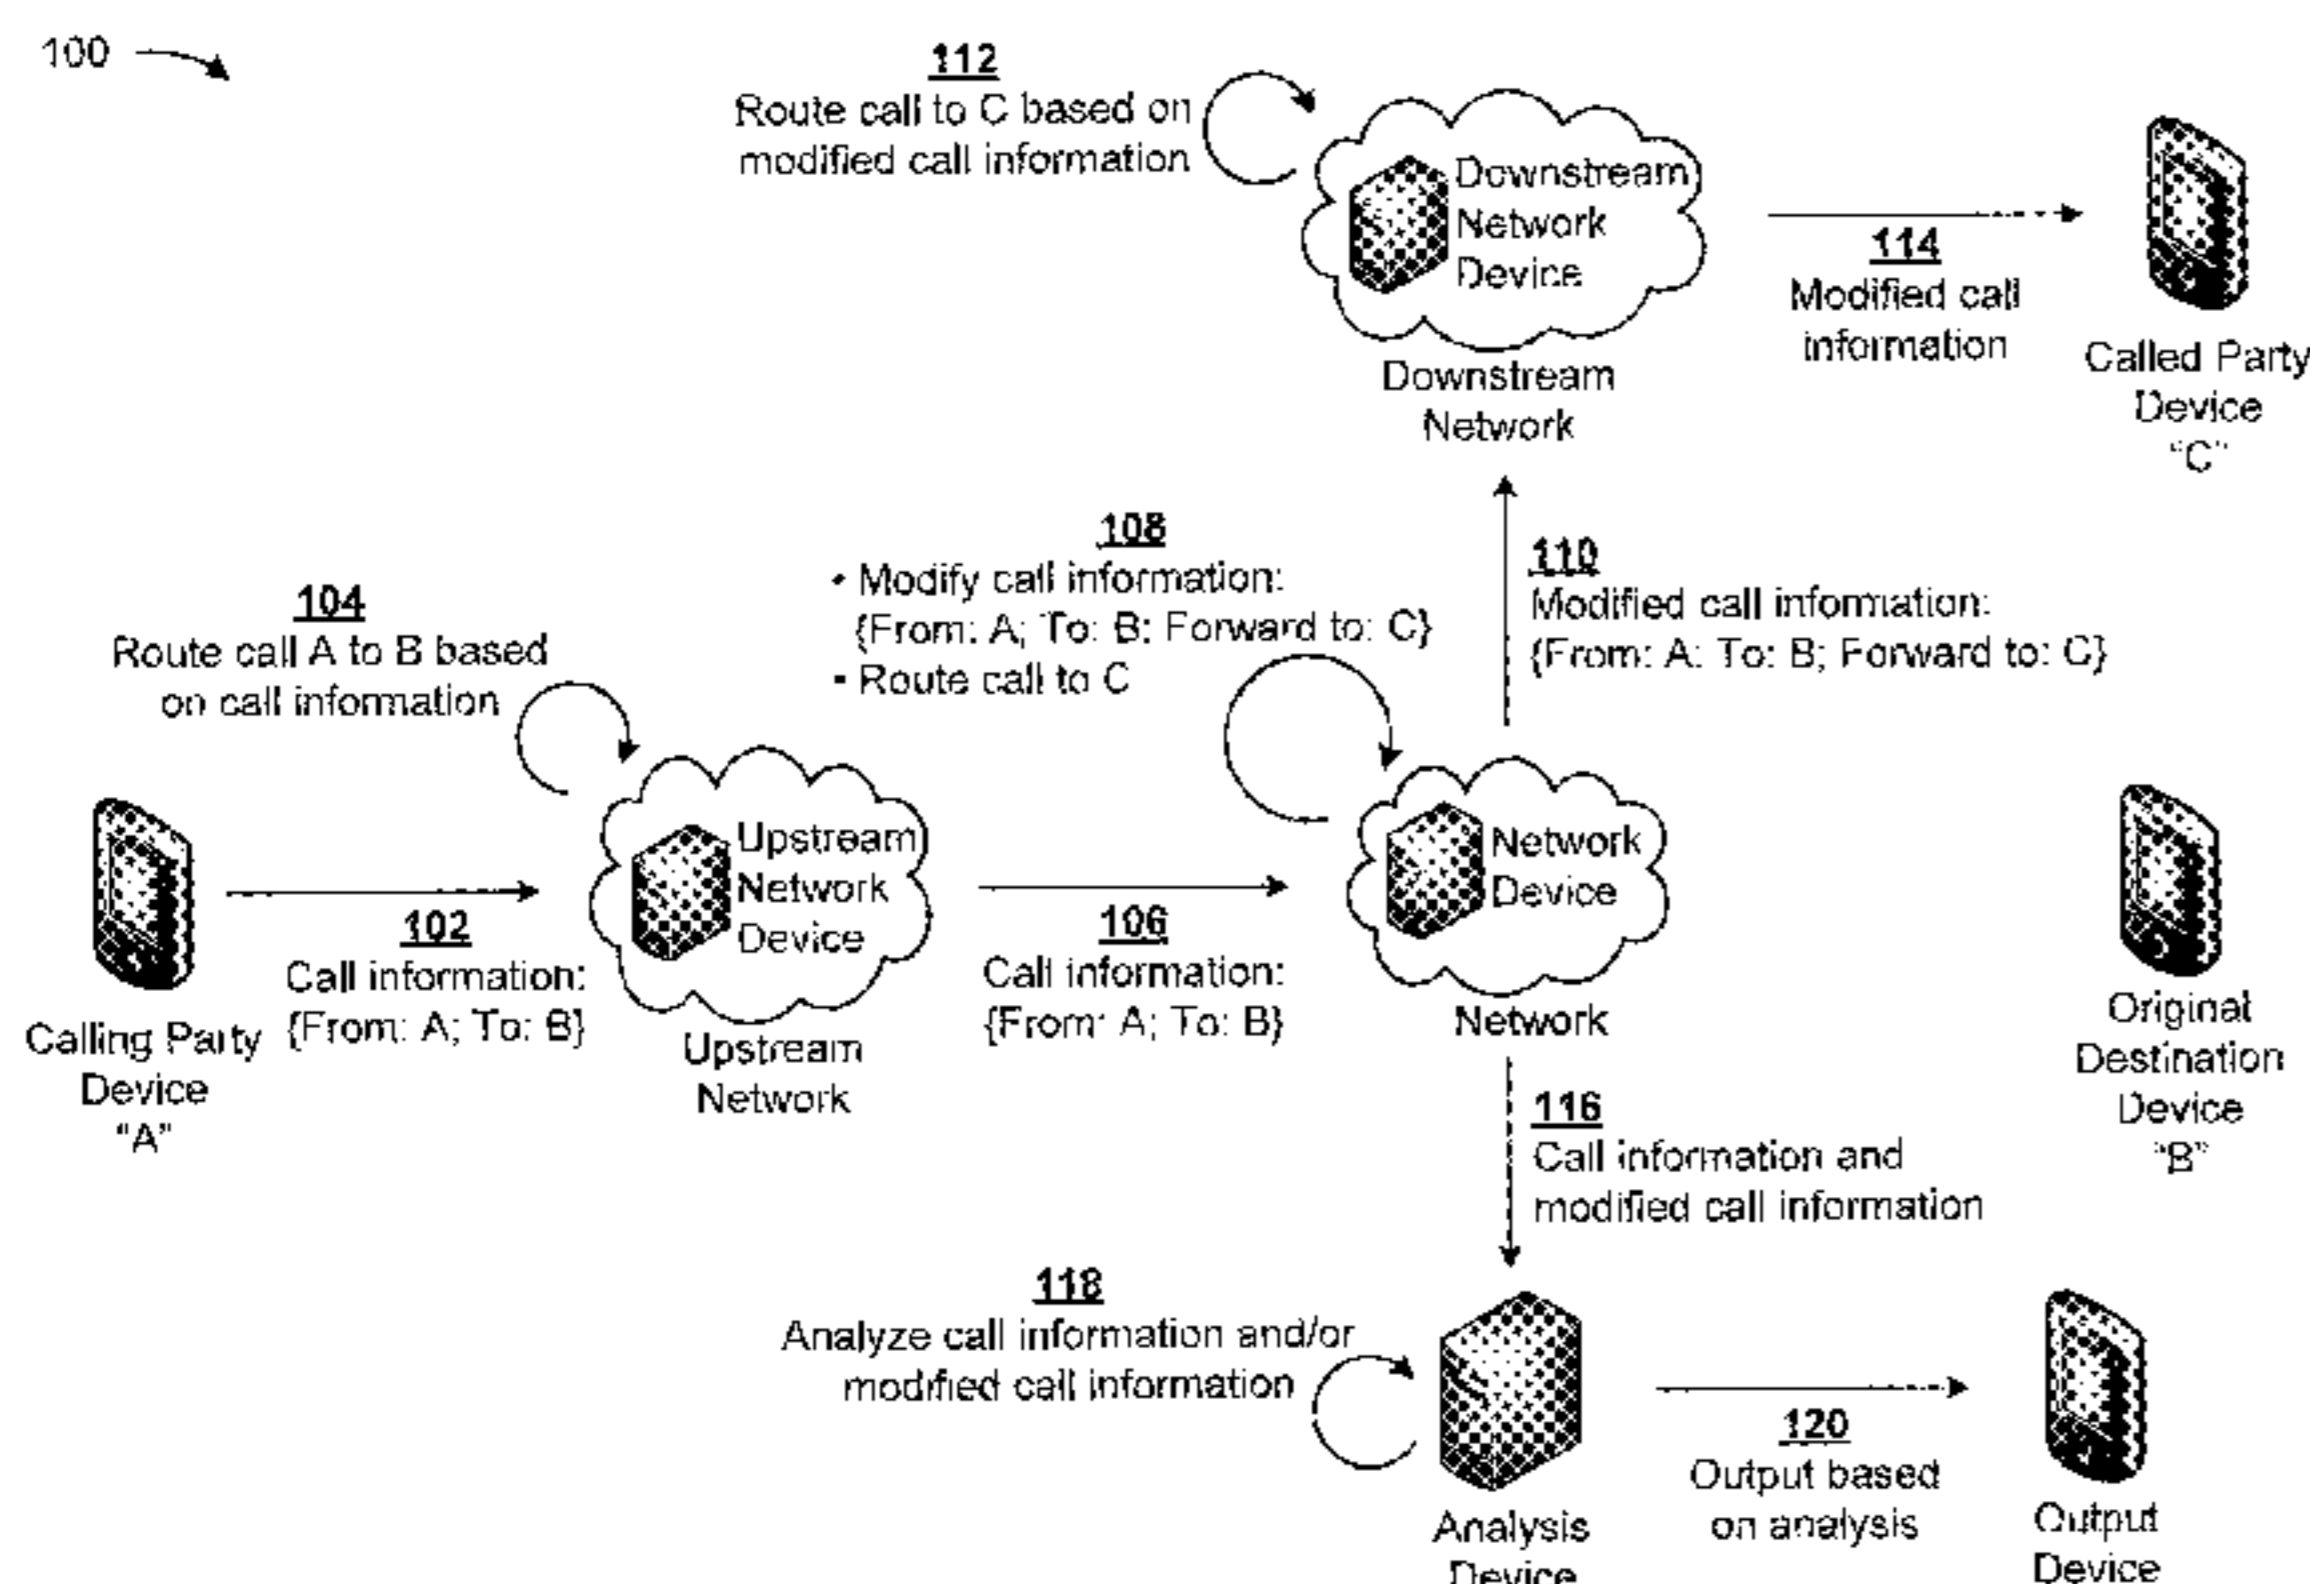 100
112
Route call to C based on
modified call information
Downstream
Network
Device
Downstream
Network
114
Modified call
information
Called Party
Device
"C"
108
• Modify call information:
{From: A; To: B; Forward to: C}
• Route call to C
110
Modified call information:
{From: A; To: B; Forward to: C}
104
Route call A to B based
on call information
Calling Party
Device
"A"
102
Call information:
{From: A; To: B}
Upstream
Network
Device
Upstream
Network
106
Call information:
{From: A; To: B}
Network
Device
Network
Original
Destination
Device
"B"
116
Call information and
modified call information
118
Analyze call information and/or
modified call information
Analysis
Device
120
Output based
on analysis
Output
Device